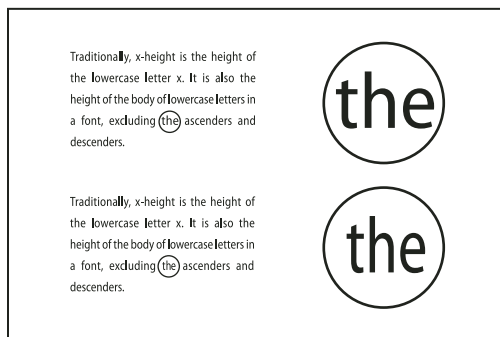 Traditionally, x-height is the height of
the lowercase letter x. It is also the
height of the body of lowercase letters in
a font, excluding the ascenders and
descenders.
the
Traditionally, x-height is the height of
the lowercase letter x. It is also the
height of the body of lowercase letters in
a font, excluding the ascenders and
descenders.
the